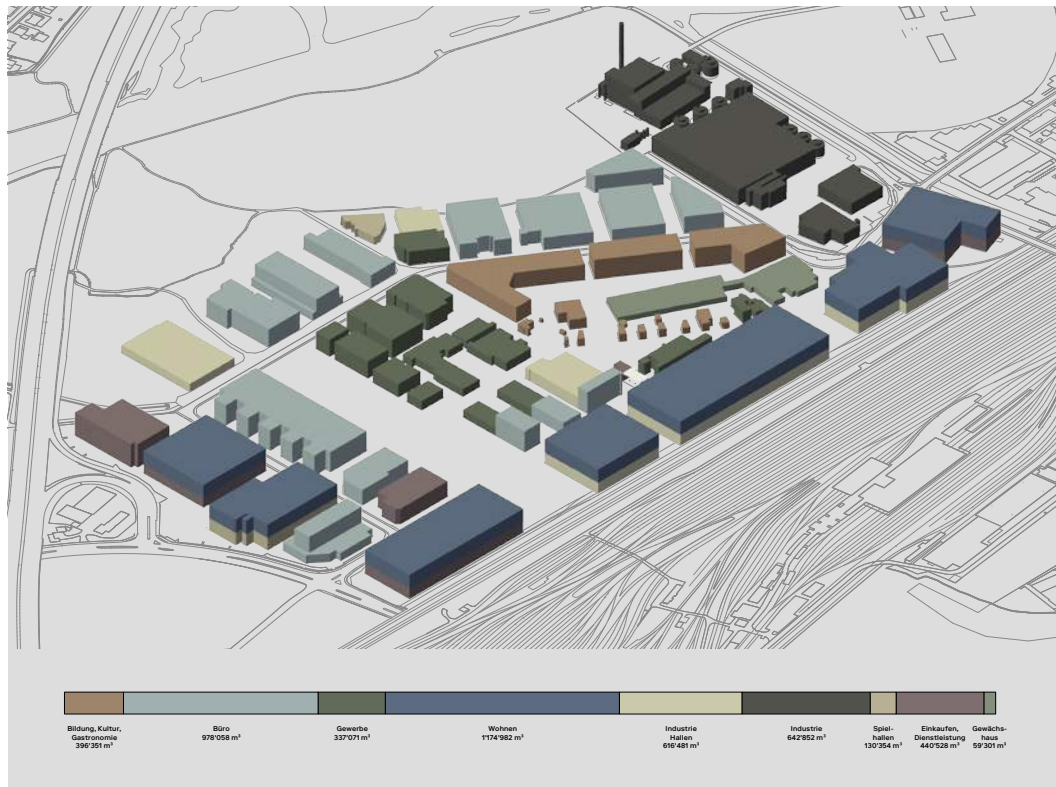 Bildung, Kultur,
Gastronomie
396'351 m³
Büro
978'058 m³
Gewerbe
337'071 m³
Wohnen
1'174'982 m³
Industrie
Hallen
616'481 m³
Industrie
642'852 m³
Spiel-
hallen
130'354 m³
Einkaufen,
Dienstleistung
440'528 m³
Gewächs-
haus
59'301 m³